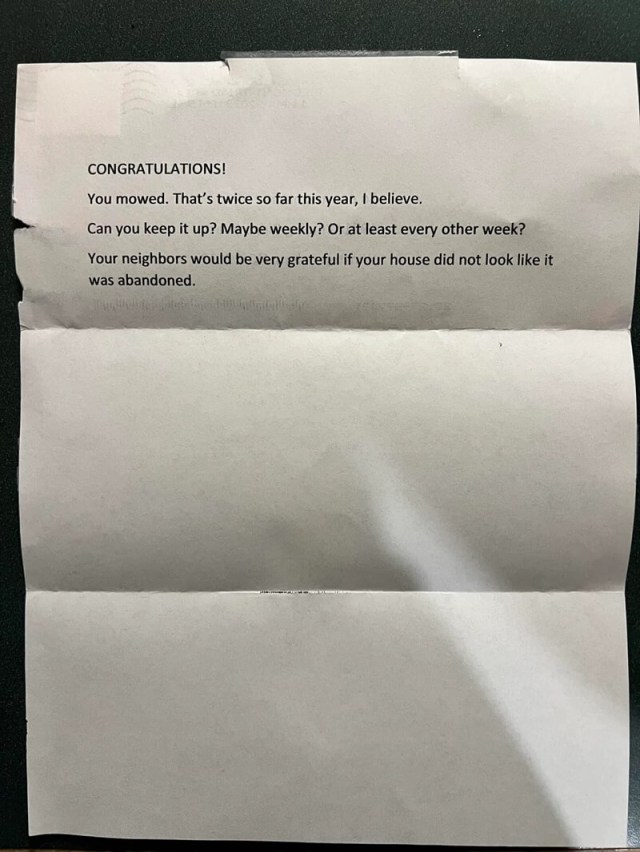 CONGRATULATIONS!
You mowed. That's twice so far this year, I believe.
Can you keep it up? Maybe weekly? Or at least every other week?
Your neighbors would be very grateful if your house did not look like it
was abandoned.